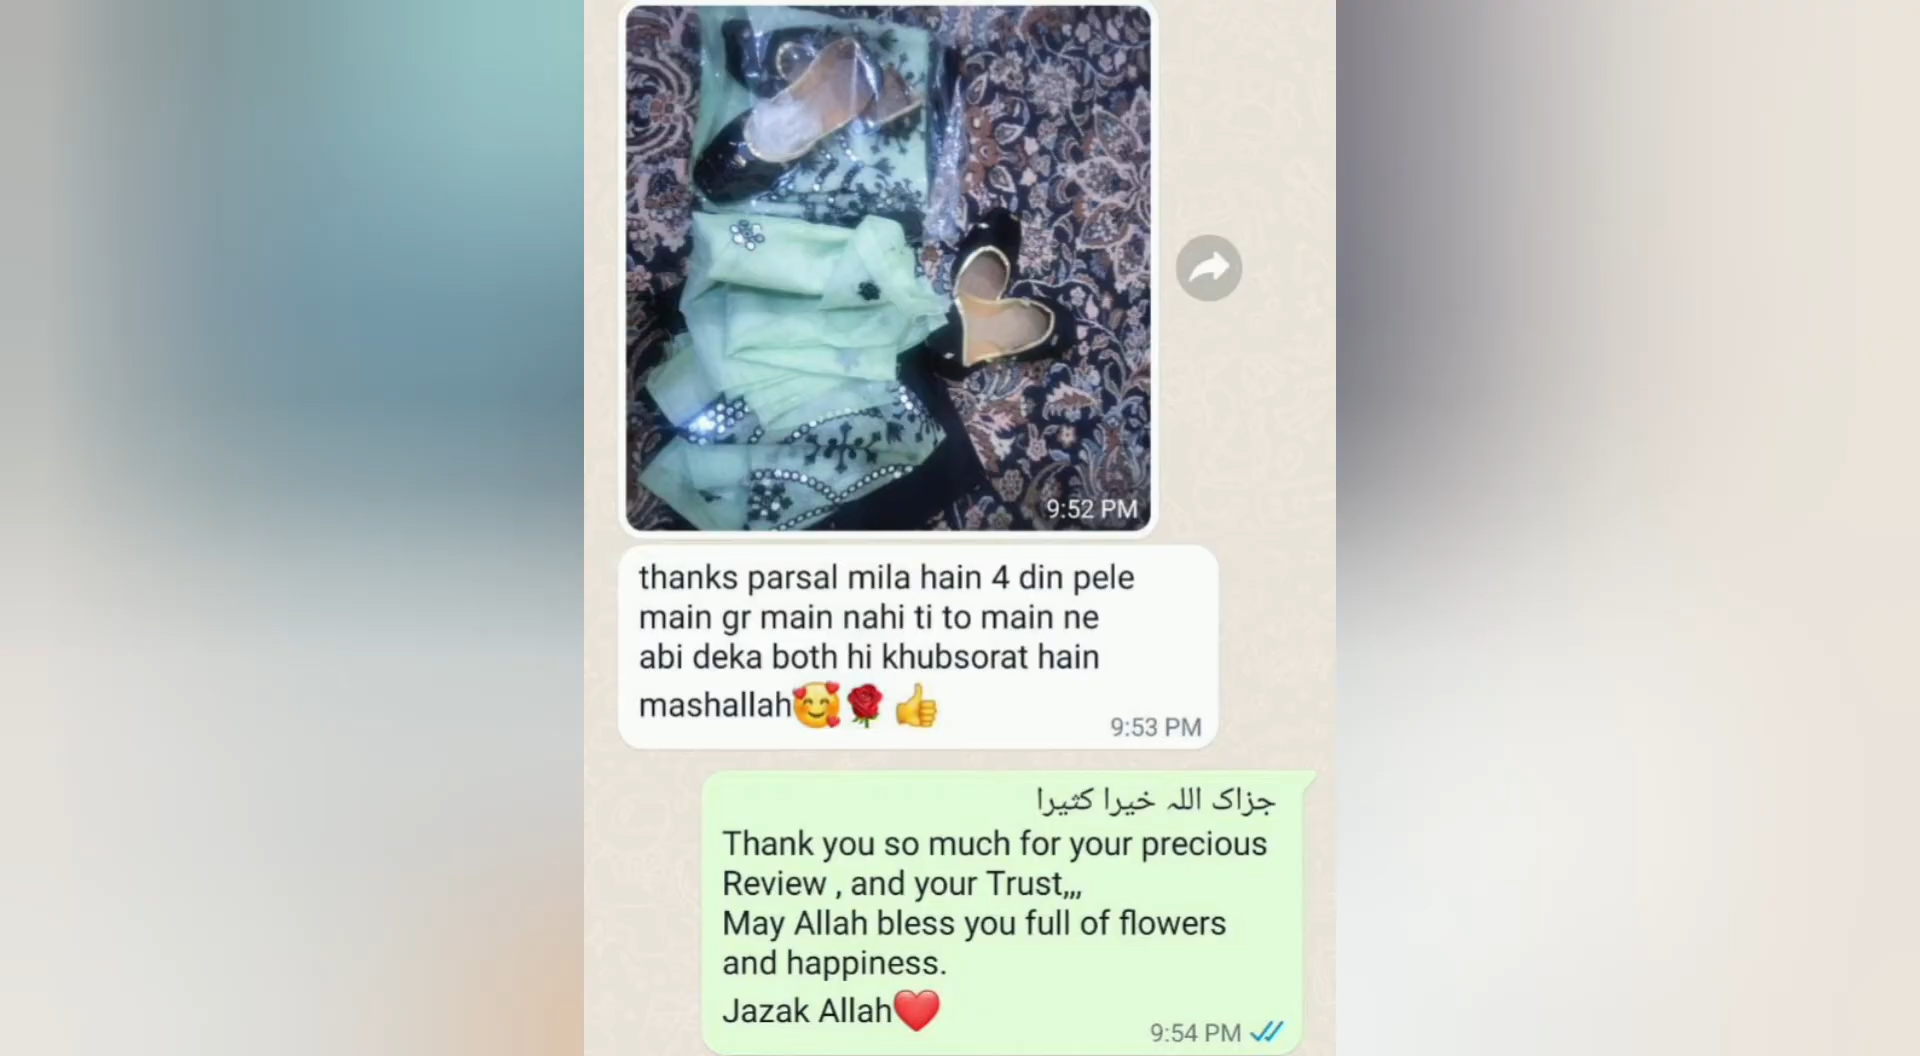 9:52 PM
thanks parsal mila hain 4 din pele
main gr main nahi ti to main ne
abi deka both hi khubsorat hain
mashallah🥰🌹👍
9:53 PM
جزاک اللہ خیرا کثیرا
Thank you so much for your precious
Review , and your Trust,,,
May Allah bless you full of flowers
and happiness.
Jazak Allah❤️
9:54 PM